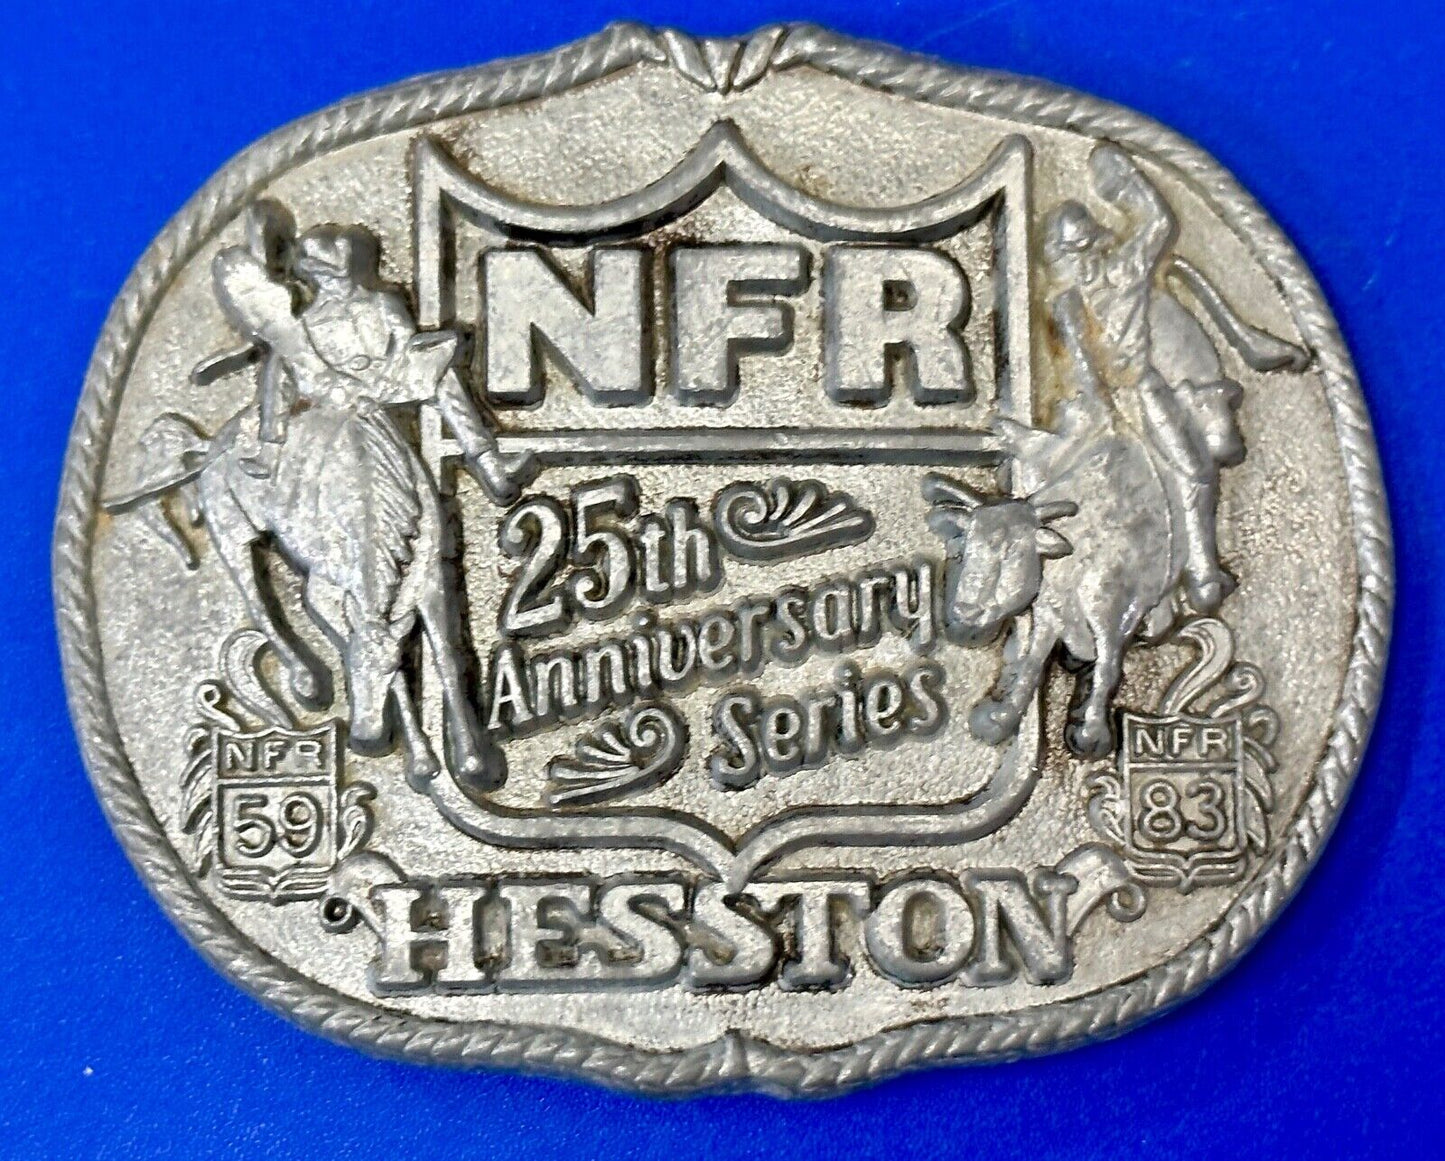 NFR
25th
Anniversary
Series
NFR
59
NFR
83
HESSTON